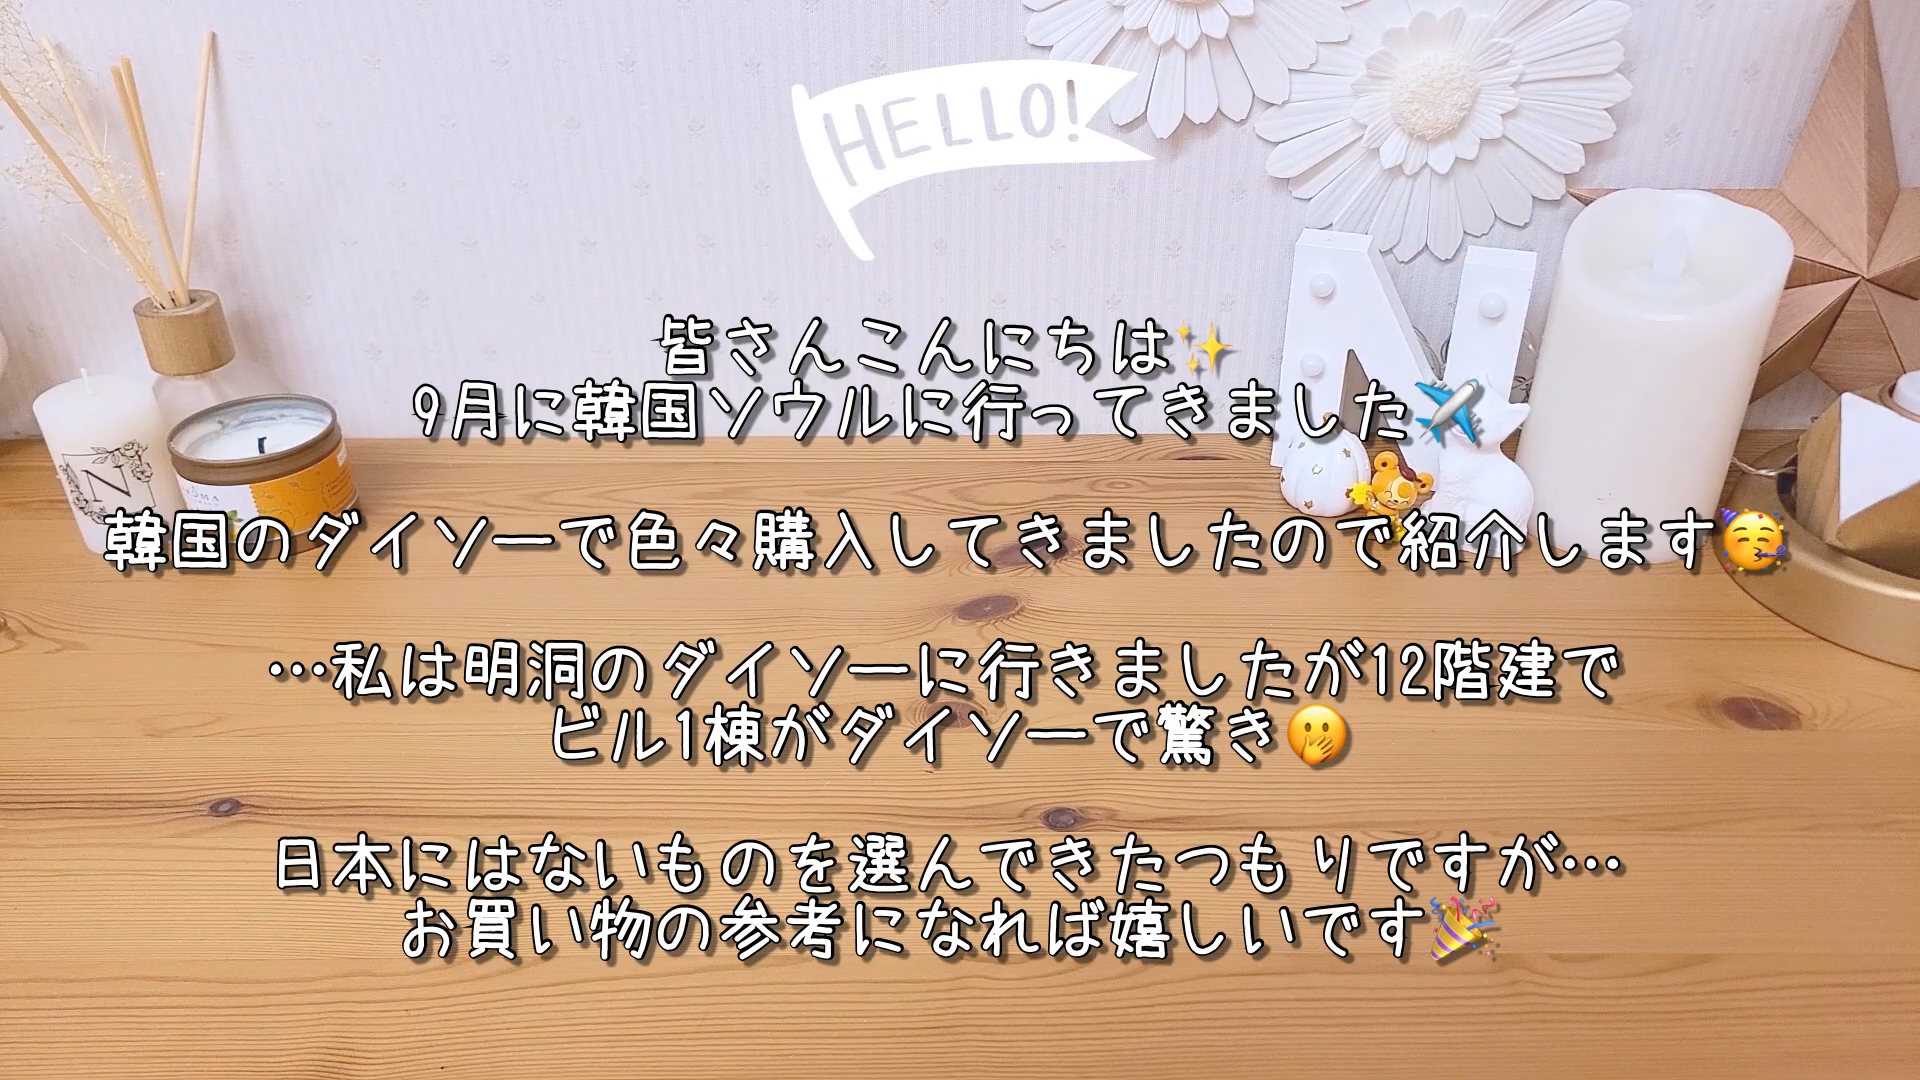 HELLO!
皆さんこんにちは✨
9月に韓国ソウルに行ってきました✈️
韓国のダイソーで色々購入してきましたので紹介します🥳
…私は明洞のダイソーに行きましたが12階建で
ビル1棟がダイソーで驚き🫢
日本にはないものを選んできたつもりですが…
お買い物の参考になれば嬉しいです🎉
N
N